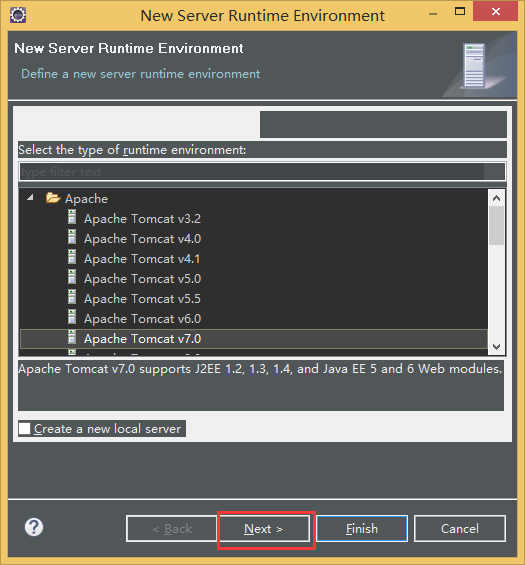 New Server Runtime Environment
New Server Runtime Environment
Define a new server runtime environment
Select the type of runtime environment:
type filter text
Apache
Apache Tomcat v3.2
Apache Tomcat v4.0
Apache Tomcat v4.1
Apache Tomcat v5.0
Apache Tomcat v5.5
Apache Tomcat v6.0
Apache Tomcat v7.0
Apache Tomcat v7.0 supports J2EE 1.2, 1.3, 1.4, and Java EE 5 and 6 Web modules.
Create a new local server
? < Back Next > Finish Cancel